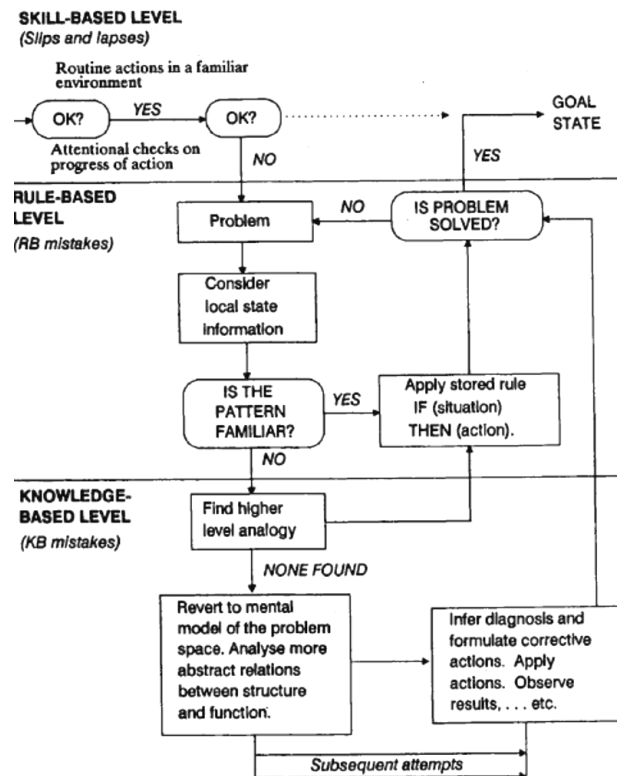 SKILL-BASED LEVEL
(Slips and lapses)
Routine actions in a familiar
environment
OK?
YES
OK?
GOAL
STATE
Attentional checks on
progress of action
NO
YES
RULE-BASED
LEVEL
(RB mistakes)
Problem
NO
IS PROBLEM
SOLVED?
Consider
local state
information
IS THE
PATTERN
FAMILIAR?
YES
Apply stored rule
IF (situation)
THEN (action).
NO
KNOWLEDGE-
BASED LEVEL
(KB mistakes)
Find higher
level analogy
NONE FOUND
Revert to mental
model of the problem
space. Analyse more
abstract relations
between structure
and function.
Infer diagnosis and
formulate corrective
actions. Apply
actions. Observe
results, . . . etc.
Subsequent attempts